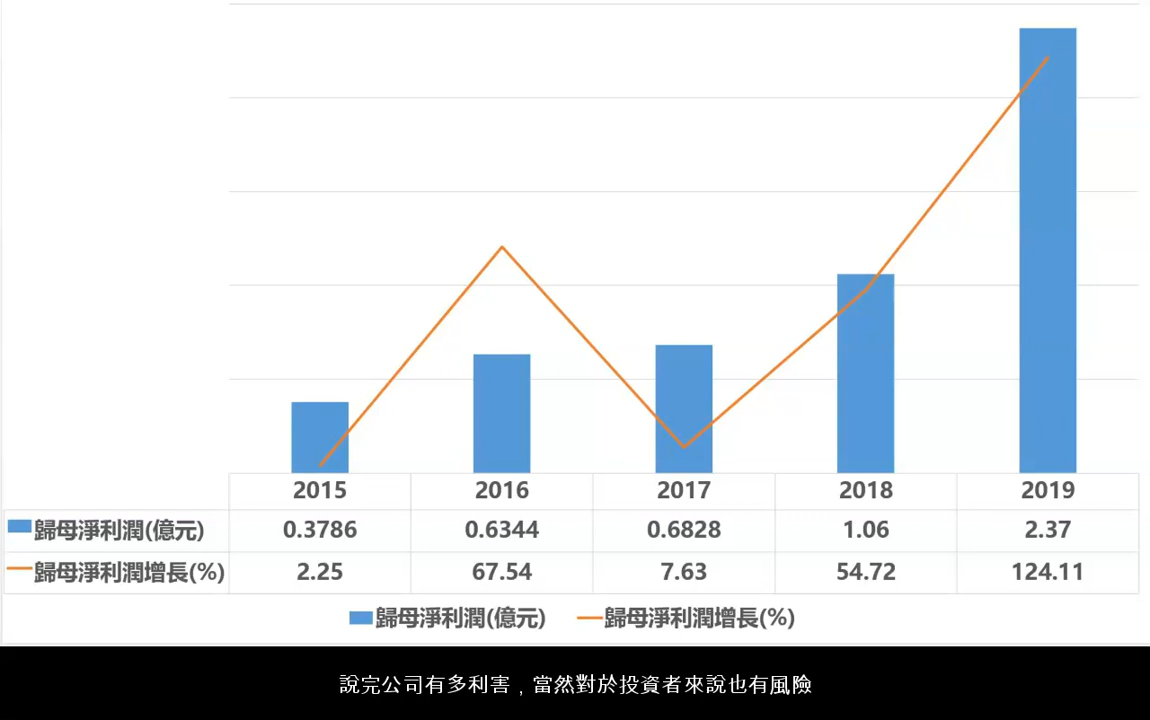 2015 2016 2017 2018 2019
歸母淨利潤(億元) 0.3786 0.6344 0.6828 1.06 2.37
歸母淨利潤增長(%) 2.25 67.54 7.63 54.72 124.11
歸母淨利潤(億元) 歸母淨利潤增長(%)
說完公司有多利害，當然對於投資者來說也有風險